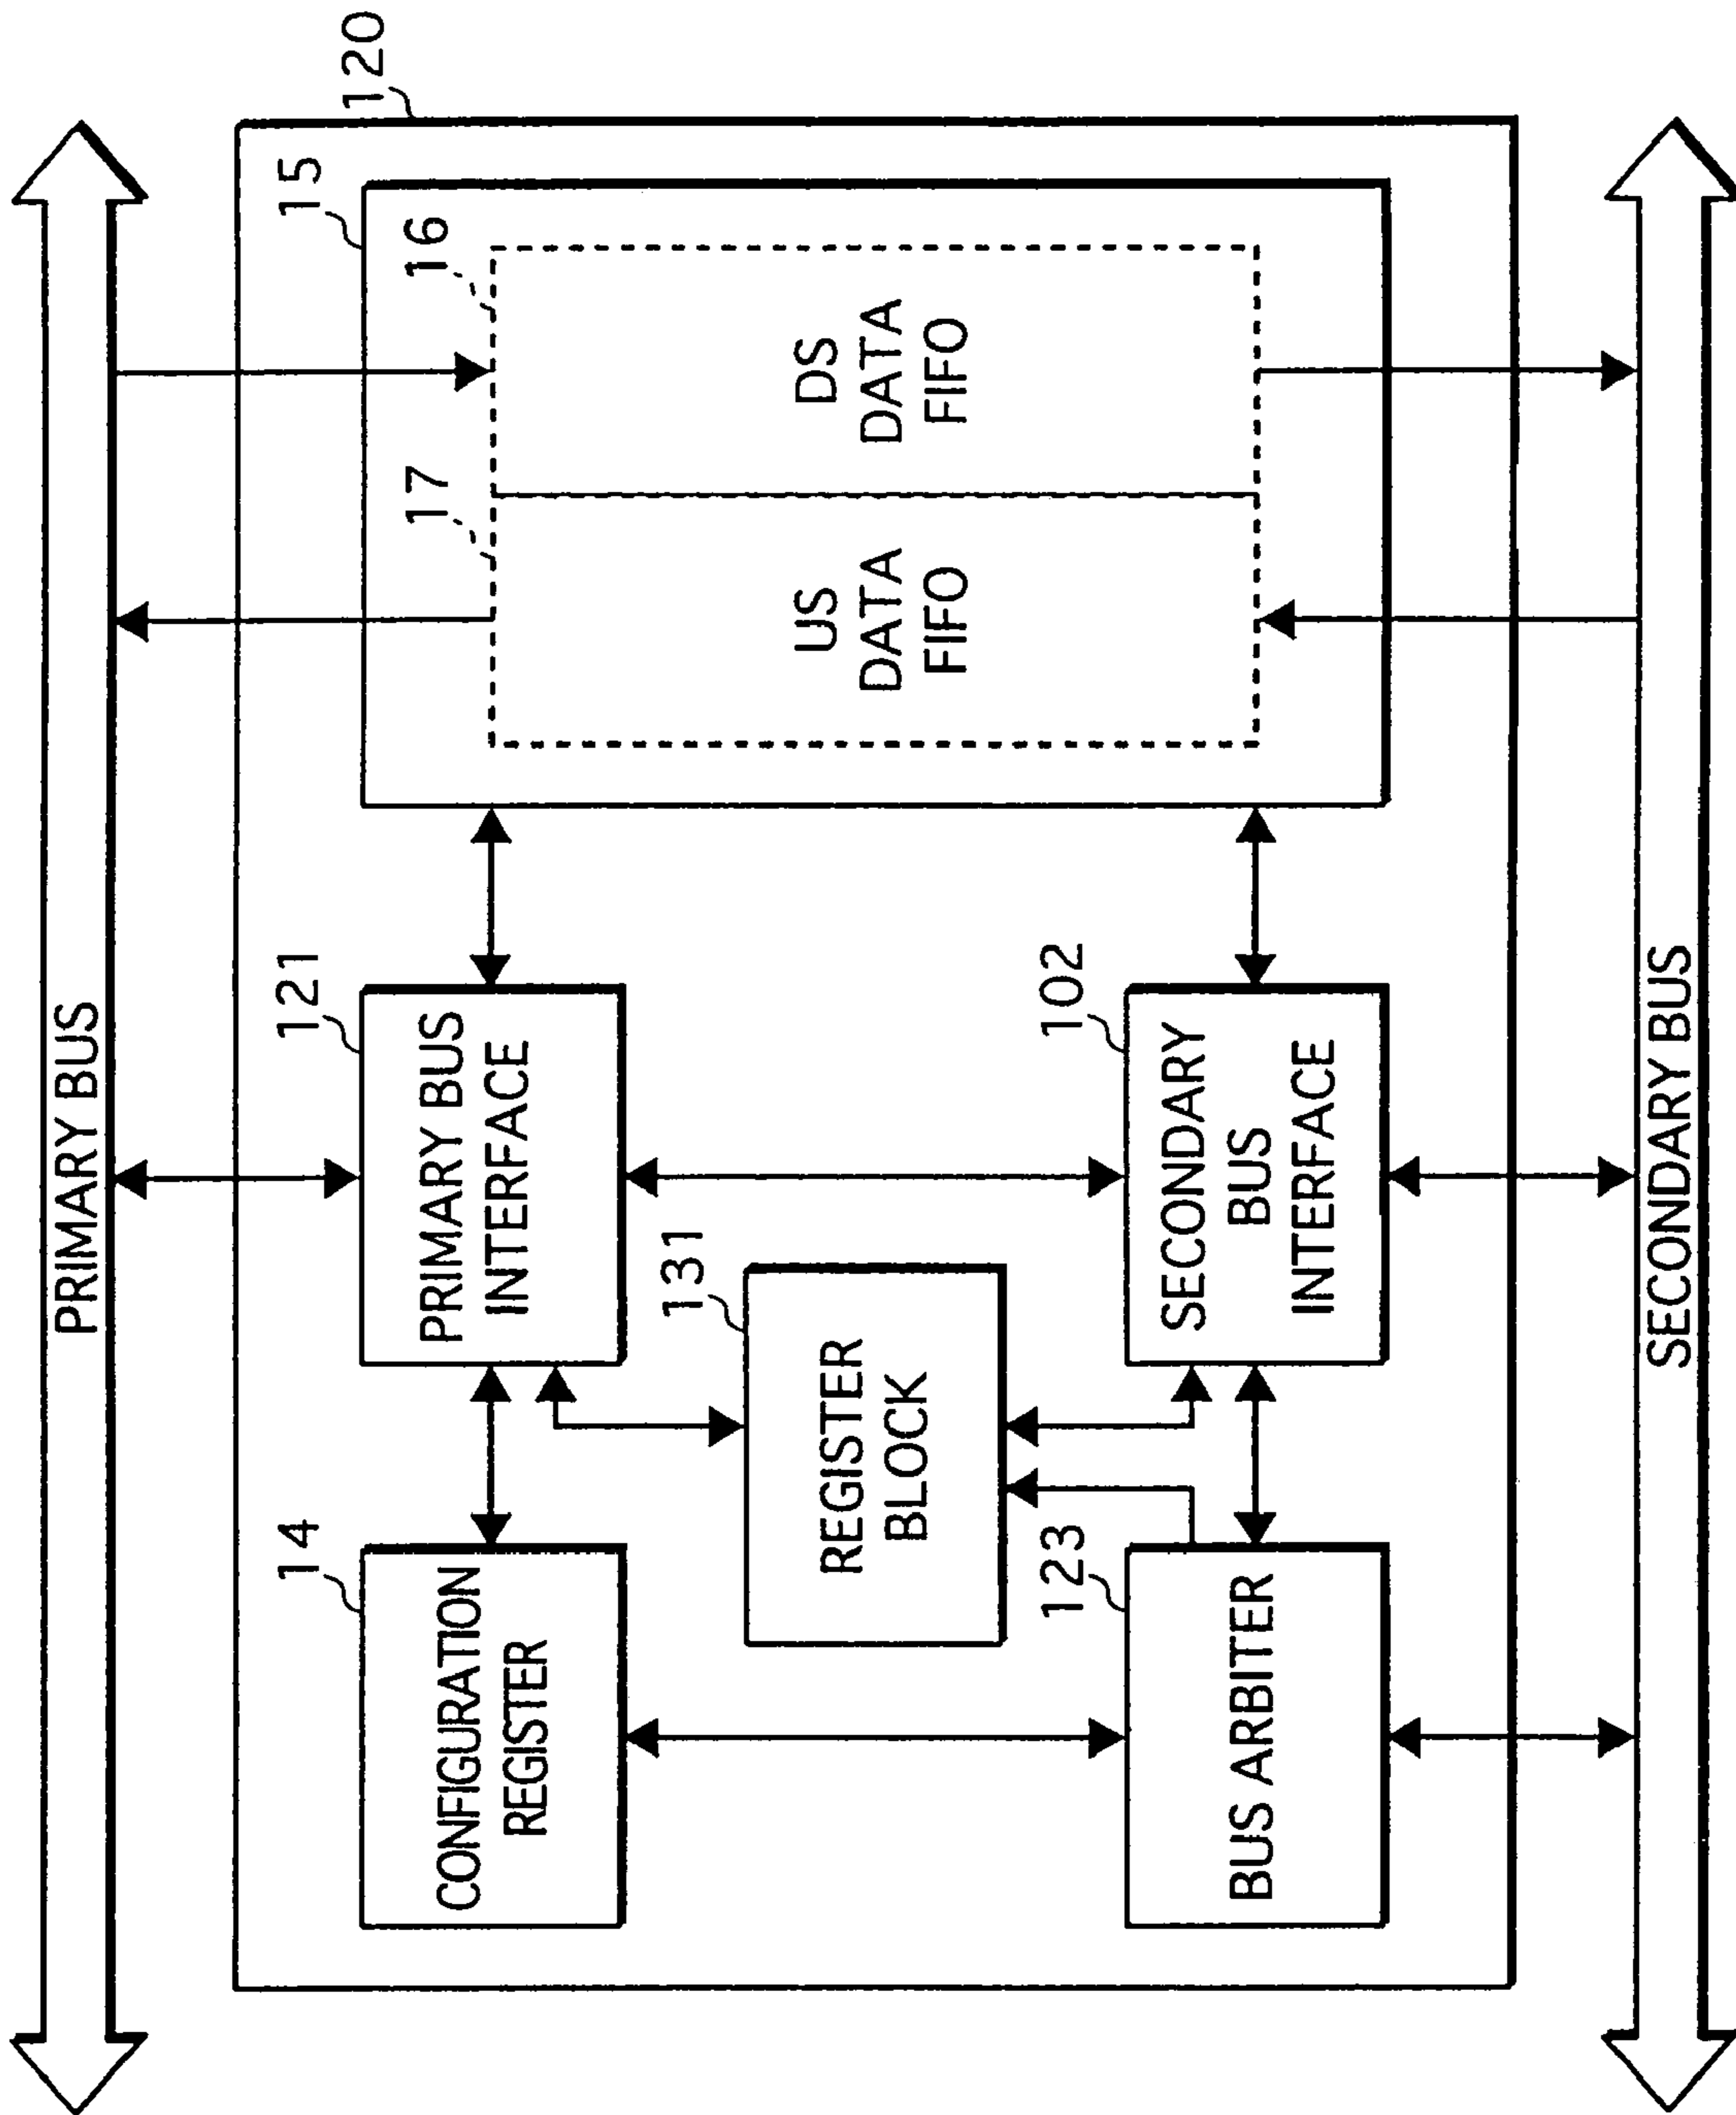 PRIMARY BUS
120
14
CONFIGURATION
REGISTER
121
PRIMARY BUS
INTERFACE
15
17
US
DATA
FIFO
16
DS
DATA
FIFO
131
REGISTER
BLOCK
123
BUS ARBITER
102
SECONDARY
BUS
INTERFACE
SECONDARY BUS